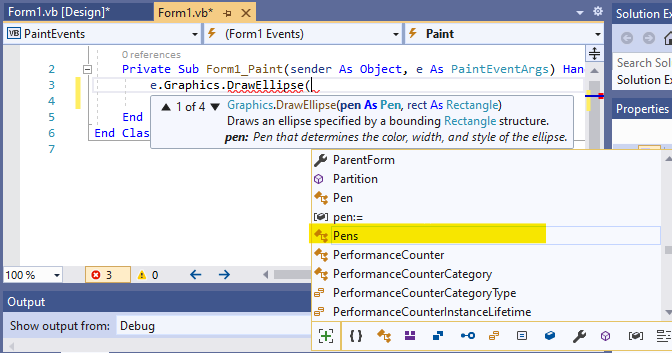 Form1.vb [Design]*
Form1.vb*
Solution Ex
VB PaintEvents
(Form1 Events)
Paint
0 references
2 Private Sub Form1_Paint(sender As Object, e As PaintEventArgs) Han
3 e.Graphics.DrawEllipse(
4
1 of 4 Graphics.DrawEllipse(pen As Pen, rect As Rectangle)
Draws an ellipse specified by a bounding Rectangle structure.
pen: Pen that determines the color, width, and style of the ellipse.
End
End Clas
7
ParentForm
Partition
Pen
pen:=
Pens
PerformanceCounter
PerformanceCounterCategory
PerformanceCounterCategoryType
PerformanceCounterInstanceLifetime
Search Solu
Solution Ex
Properties
100 %
3
0
Output
Show output from:
Debug